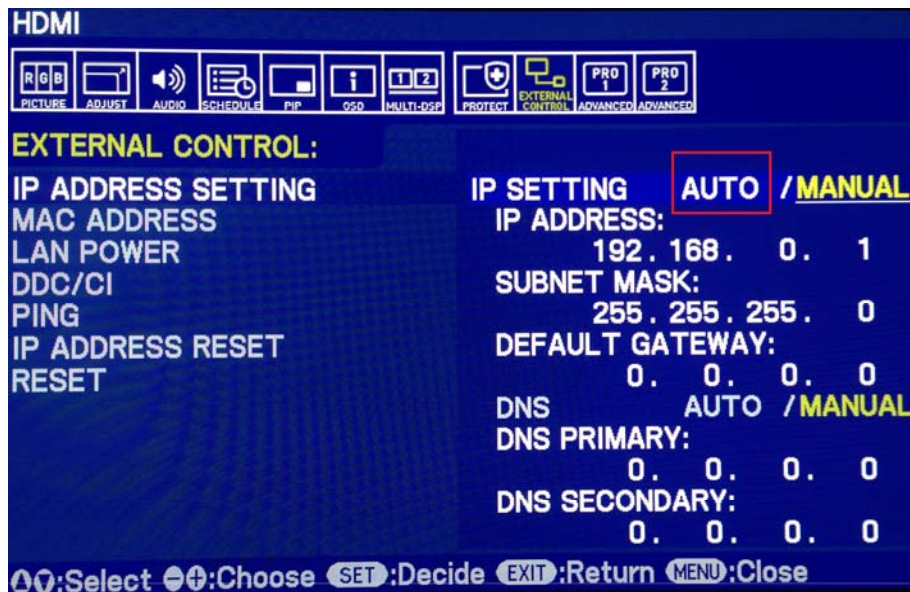 HDMI
RGB PICTURE ADJUST AUDIO SCHEDULE PIP i OSD 1 2 MULTI-DSP PROTECT EXTERNAL CONTROL PRO 1 ADVANCED PRO 2 ADVANCED
EXTERNAL CONTROL:
IP ADDRESS SETTING IP SETTING AUTO /MANUAL
MAC ADDRESS IP ADDRESS:
LAN POWER 192. 168. 0. 1
DDC/CI SUBNET MASK:
PING 255. 255. 255. 0
IP ADDRESS RESET DEFAULT GATEWAY:
RESET 0. 0. 0. 0
DNS AUTO /MANUAL
DNS PRIMARY:
0. 0. 0. 0
DNS SECONDARY:
0. 0. 0. 0
:Select :Choose SET:Decide EXIT:Return MENU:Close